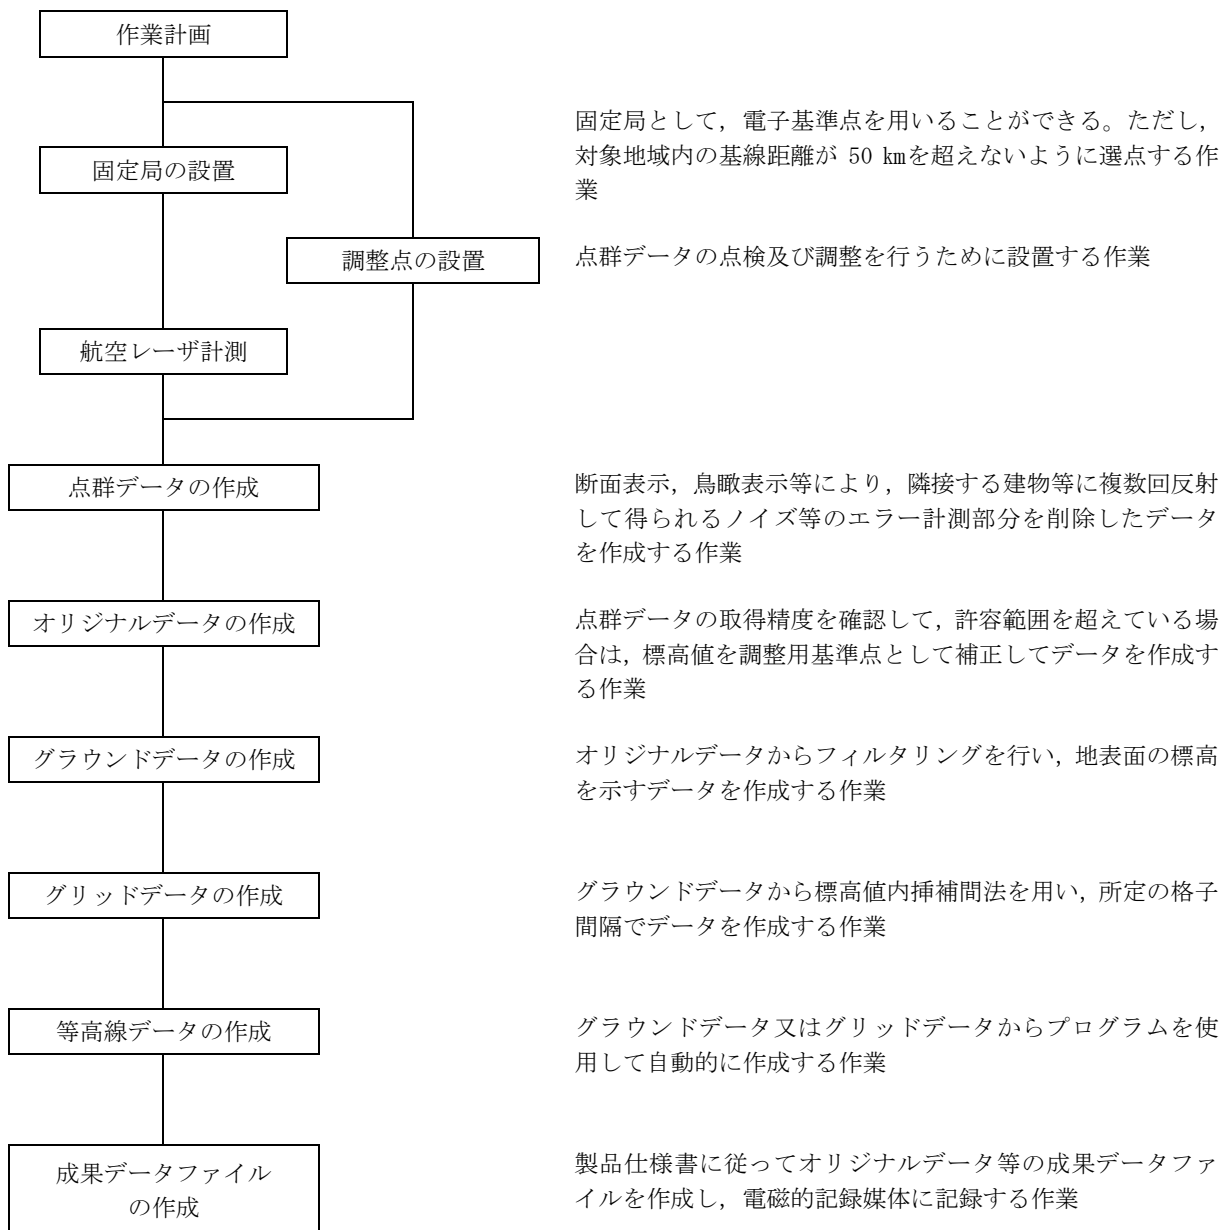 作業計画
固定局として，電子基準点を用いることができる。ただし，
対象地域内の基線距離が 50 ㎞を超えないように選点する作
業
固定局の設置
調整点の設置
点群データの点検及び調整を行うために設置する作業
航空レーザ計測
点群データの作成
断面表示，鳥瞰表示等により，隣接する建物等に複数回反射
して得られるノイズ等のエラー計測部分を削除したデータ
を作成する作業
オリジナルデータの作成
点群データの取得精度を確認して，許容範囲を超えている場
合は，標高値を調整用基準点として補正してデータを作成す
る作業
グラウンドデータの作成
オリジナルデータからフィルタリングを行い，地表面の標高
を示すデータを作成する作業
グリッドデータの作成
グラウンドデータから標高値内挿補間法を用い，所定の格子
間隔でデータを作成する作業
等高線データの作成
グラウンドデータ又はグリッドデータからプログラムを使
用して自動的に作成する作業
成果データファイル
の作成
製品仕様書に従ってオリジナルデータ等の成果データファ
イルを作成し，電磁的記録媒体に記録する作業